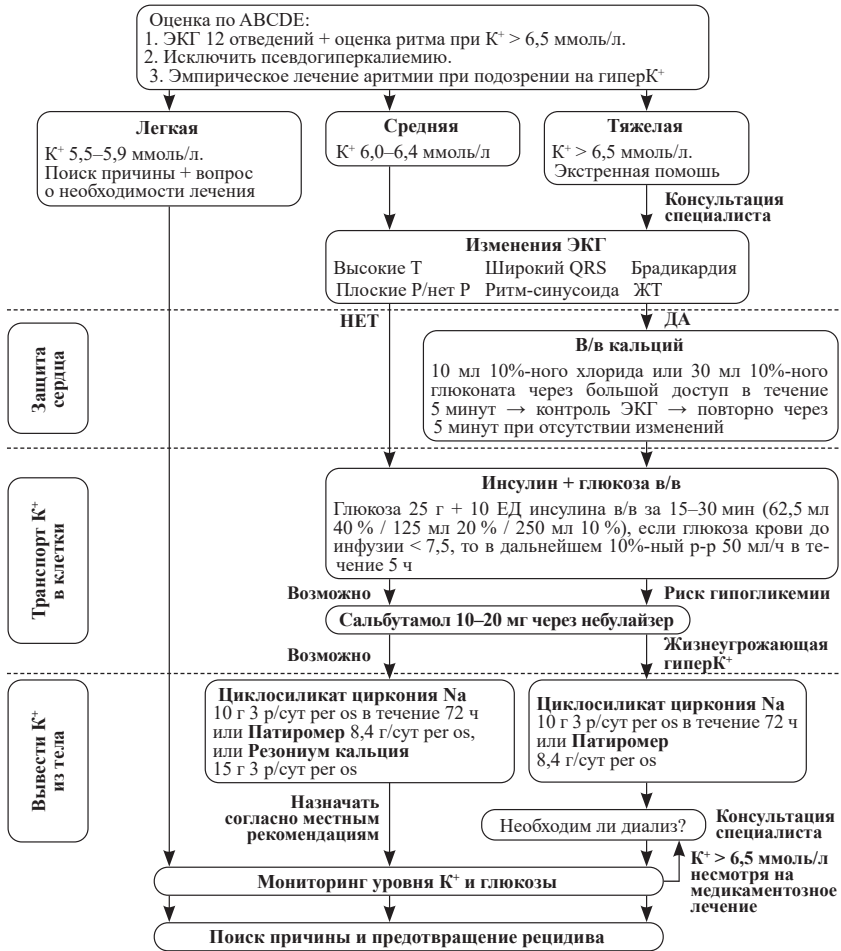 Оценка по ABCDE:
1. ЭКГ 12 отведений + оценка ритма при K⁺ > 6,5 ммоль/л.
2. Исключить псевдогиперкалиемию.
3. Эмпирическое лечение аритмии при подозрении на гиперK⁺
Легкая
K⁺ 5,5–5,9 ммоль/л.
Поиск причины + вопрос
о необходимости лечения
Средняя
K⁺ 6,0–6,4 ммоль/л
Тяжелая
K⁺ > 6,5 ммоль/л.
Экстренная помощь
Консультация
специалиста
Изменения ЭКГ
Высокие Т Широкий QRS Брадикардия
Плоские Р/нет Р Ритм-синусоида ЖТ
НЕТ
ДА
Защита
сердца
В/в кальций
10 мл 10%-ного хлорида или 30 мл 10%-ного
глюконата через большой доступ в течение
5 минут → контроль ЭКГ → повторно через
5 минут при отсутствии изменений
Транспорт K⁺
в клетки
Инсулин + глюкоза в/в
Глюкоза 25 г + 10 ЕД инсулина в/в за 15–30 мин (62,5 мл
40 % / 125 мл 20 % / 250 мл 10 %), если глюкоза крови до
инфузии < 7,5, то в дальнейшем 10%-ный р-р 50 мл/ч в те-
чение 5 ч
Возможно
Риск гипогликемии
Сальбутамол 10–20 мг через небулайзер
Возможно
Жизнеугрожающая
гиперK⁺
Вывести K⁺
из тела
Циклосиликат циркония Na
10 г 3 р/сут per os в течение 72 ч
или Патиромер 8,4 г/сут per os,
или Резониум кальция
15 г 3 р/сут per os
Циклосиликат циркония Na
10 г 3 р/сут per os в течение 72 ч
или Патиромер
8,4 г/сут per os
Назначать
согласно местным
рекомендациям
Необходим ли диализ?
Консультация
специалиста
K⁺ > 6,5 ммоль/л
несмотря на
медикаментозное
лечение
Мониторинг уровня K⁺ и глюкозы
Поиск причины и предотвращение рецидива